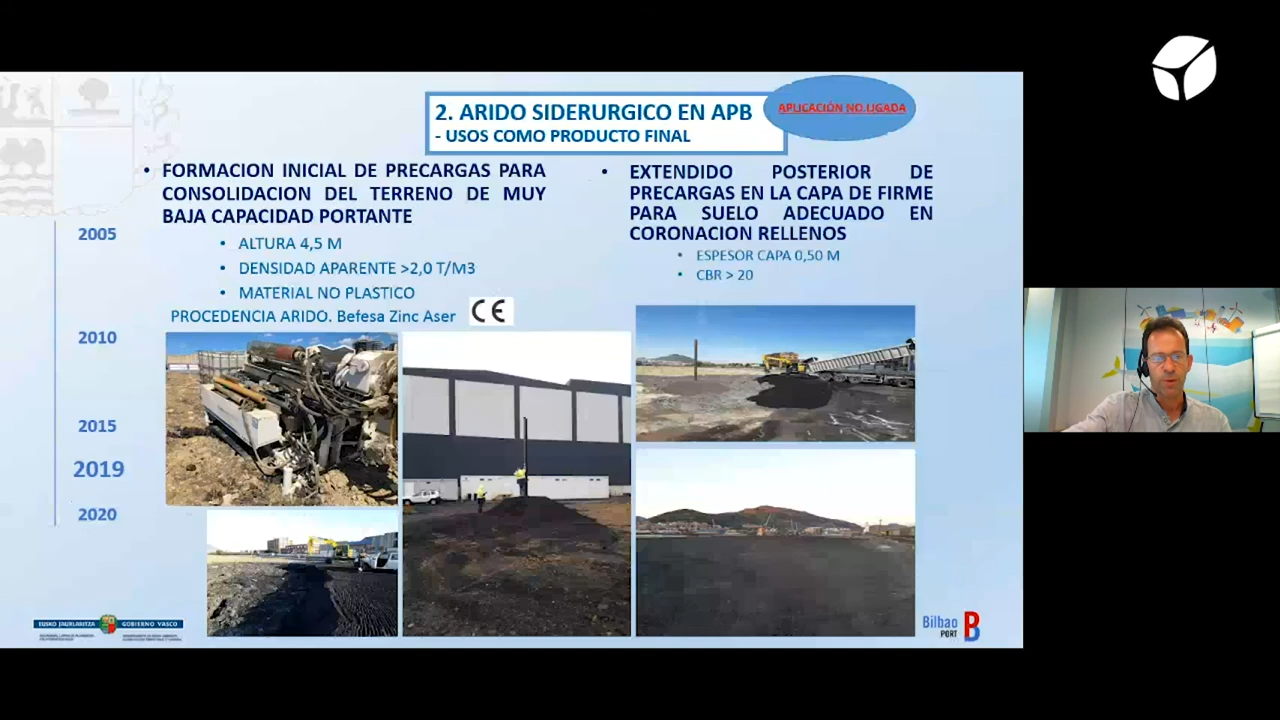 2. ARIDO SIDERURGICO EN APB
- USOS COMO PRODUCTO FINAL
APLICACIÓN NO LIGADA
• FORMACION INICIAL DE PRECARGAS PARA
CONSOLIDACION DEL TERRENO DE MUY
BAJA CAPACIDAD PORTANTE
• ALTURA 4,5 M
• DENSIDAD APARENTE >2,0 T/M3
• MATERIAL NO PLASTICO
PROCEDENCIA ARIDO. Befesa Zinc Aser
CE
• EXTENDIDO POSTERIOR DE
PRECARGAS EN LA CAPA DE FIRME
PARA SUELO ADECUADO EN
CORONACION RELLENOS
• ESPESOR CAPA 0,50 M
• CBR > 20
2005
2010
2015
2019
2020
EUSKO JAURLARITZA
GOBIERNO VASCO
Bilbao
PORT
B